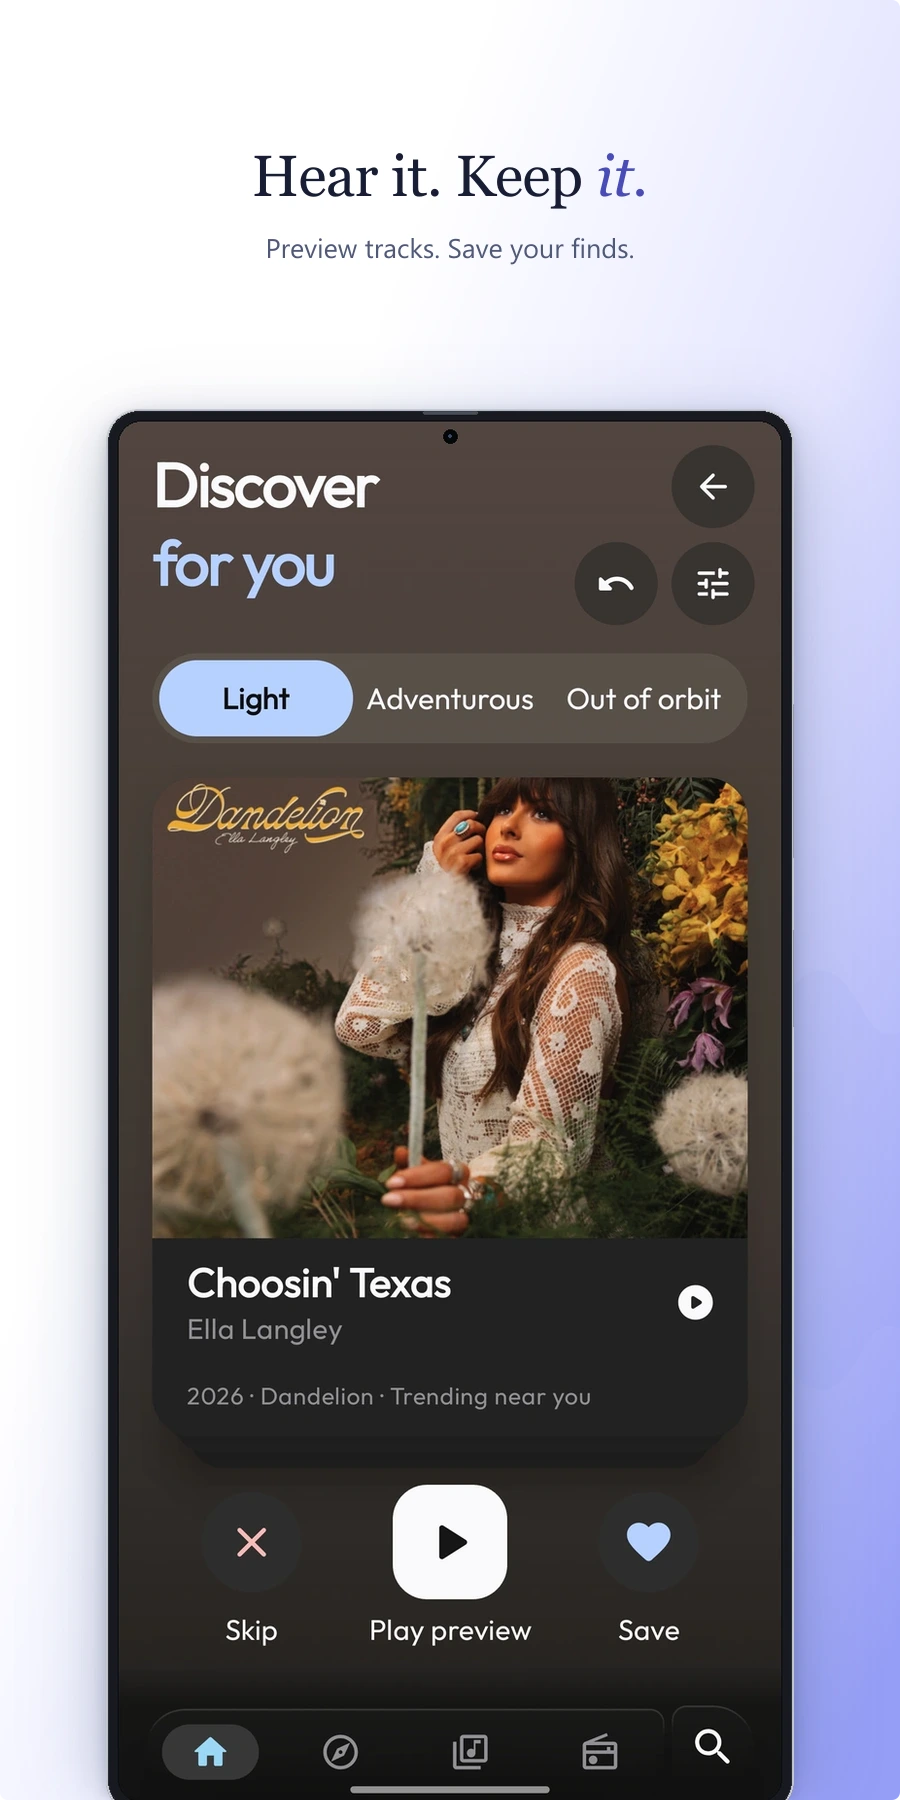 Hear it. Keep it.
Preview tracks. Save your finds.
Discover
for you
Light
Adventurous
Out of orbit
Dandelion
Ella Langley
Choosin' Texas
Ella Langley
2026 · Dandelion · Trending near you
Skip
Play preview
Save